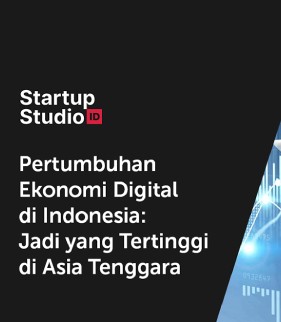 Startup
Studio ID
Pertumbuhan
Ekonomi Digital
di Indonesia:
Jadi yang Tertinggi
di Asia Tenggara